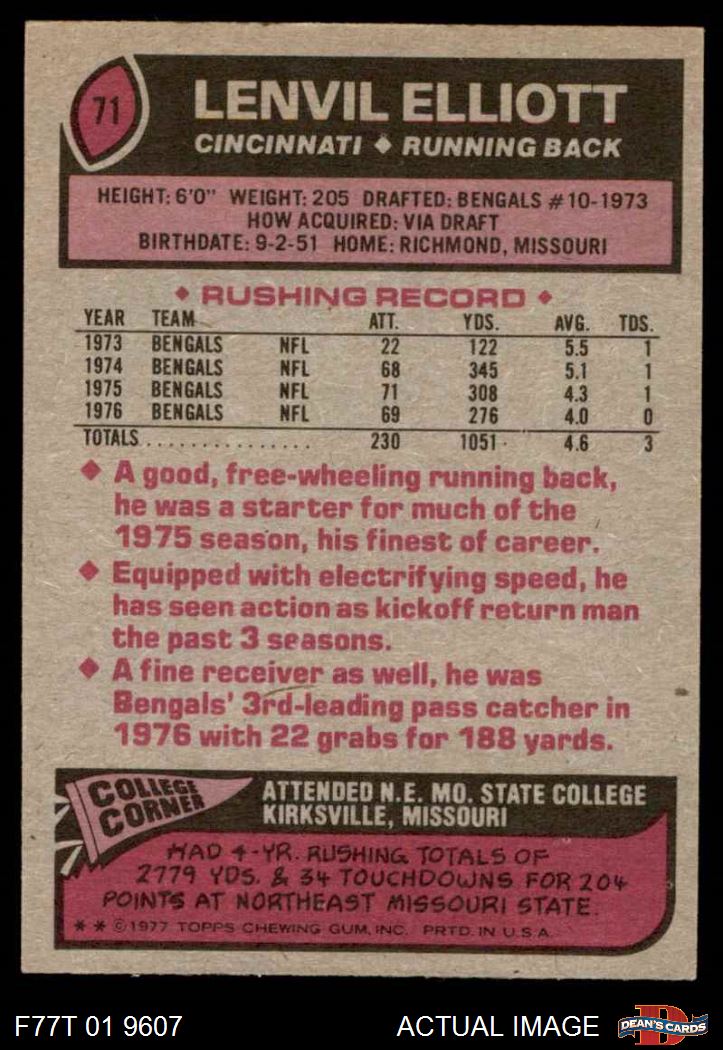 71
LENVIL ELLIOTT
CINCINNATI ◆ RUNNING BACK
HEIGHT: 6'0" WEIGHT: 205 DRAFTED: BENGALS #10-1973
HOW ACQUIRED: VIA DRAFT
BIRTHDATE: 9-2-51 HOME: RICHMOND, MISSOURI
◆ RUSHING RECORD ◆
YEAR TEAM ATT. YDS. AVG. TDS.
1973 BENGALS NFL 22 122 5.5 1
1974 BENGALS NFL 68 345 5.1 1
1975 BENGALS NFL 71 308 4.3 1
1976 BENGALS NFL 69 276 4.0 0
TOTALS................ 230 1051 4.6 3
◆ A good, free-wheeling running back,
he was a starter for much of the
1975 season, his finest of career.
◆ Equipped with electrifying speed, he
has seen action as kickoff return man
the past 3 seasons.
◆ A fine receiver as well, he was
Bengals' 3rd-leading pass catcher in
1976 with 22 grabs for 188 yards.
COLLEGE
CORNER
ATTENDED N.E. MO. STATE COLLEGE
KIRKSVILLE, MISSOURI
HAD 4-YR. RUSHING TOTALS OF
2779 YDS. & 34 TOUCHDOWNS FOR 204
POINTS AT NORTHEAST MISSOURI STATE.
* * ©1977 TOPPS CHEWING GUM, INC. PRTD. IN U.S.A.
F77T 01 9607
ACTUAL IMAGE
D
DEAN'S CARDS